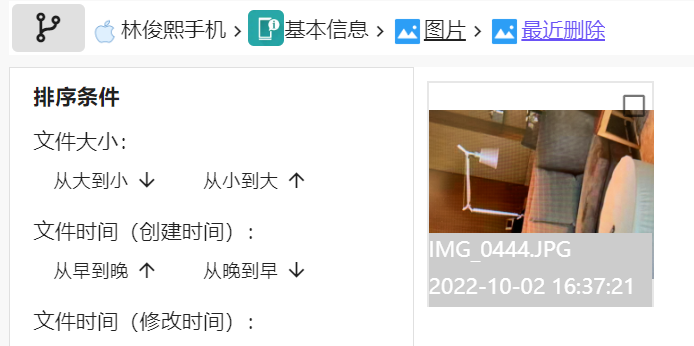 林俊熙手机 > 基本信息 > 图片 > 最近删除
排序条件
文件大小：
从大到小 ↓ 从小到大 ↑
文件时间（创建时间）：
从早到晚 ↑ 从晚到早 ↓
文件时间（修改时间）：
IMG_0444.JPG
2022-10-02 16:37:21